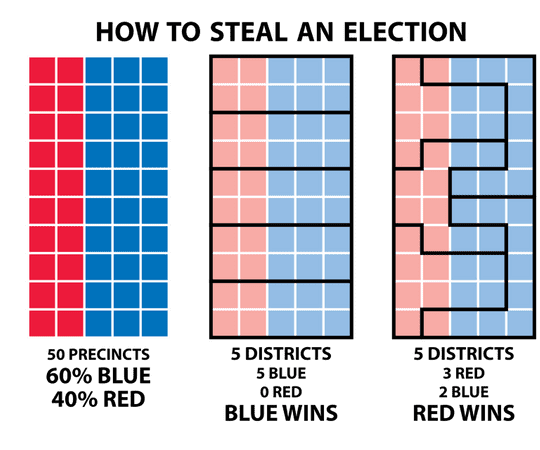 HOW TO STEAL AN ELECTION
50 PRECINCTS
60% BLUE
40% RED
5 DISTRICTS
5 BLUE
0 RED
BLUE WINS
5 DISTRICTS
3 RED
2 BLUE
RED WINS